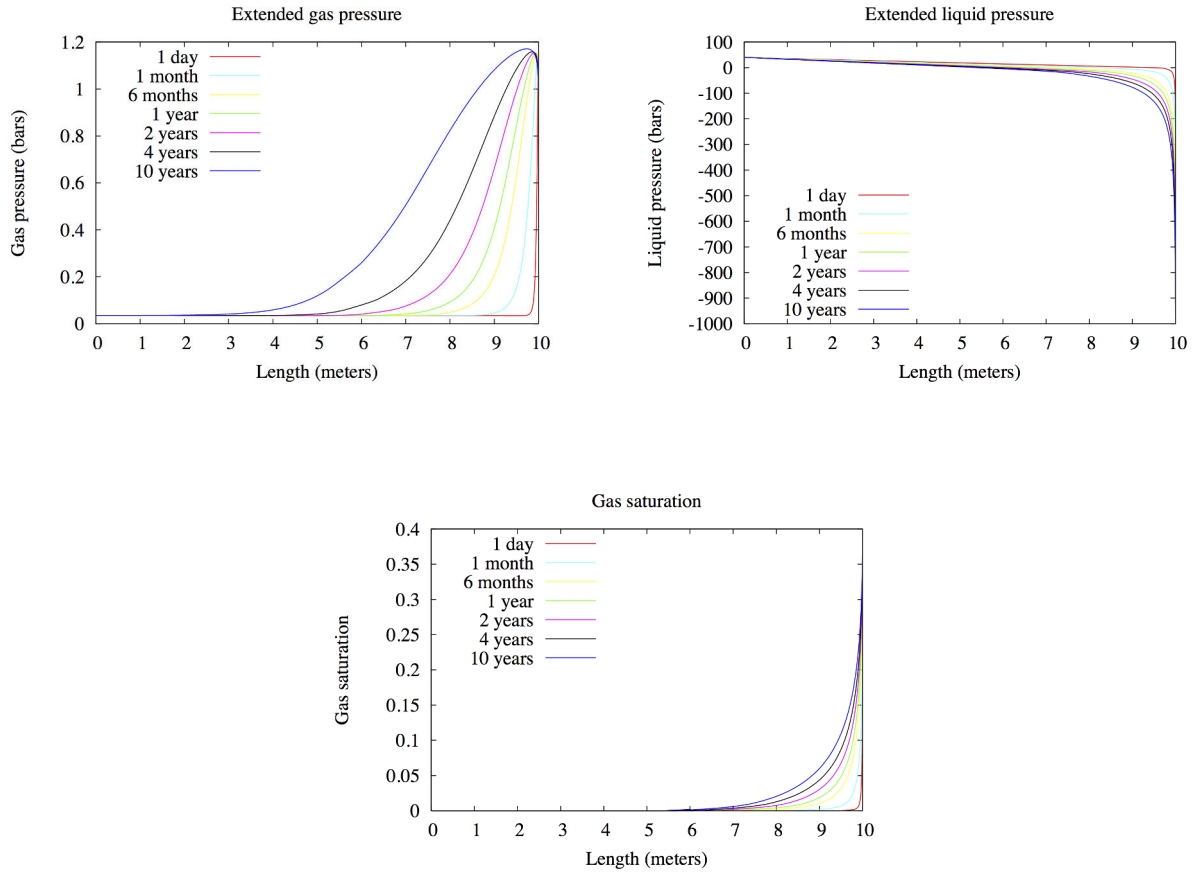 Extended gas pressure
Gas pressure (bars)
1.2
1
0.8
0.6
0.4
0.2
0
1 day
1 month
6 months
1 year
2 years
4 years
10 years
0 1 2 3 4 5 6 7 8 9 10
Length (meters)
Extended liquid pressure
Liquid pressure (bars)
100
0
-100
-200
-300
-400
-500
-600
-700
-800
-900
-1000
1 day
1 month
6 months
1 year
2 years
4 years
10 years
0 1 2 3 4 5 6 7 8 9 10
Length (meters)
Gas saturation
Gas saturation
0.4
0.35
0.3
0.25
0.2
0.15
0.1
0.05
0
1 day
1 month
6 months
1 year
2 years
4 years
10 years
0 1 2 3 4 5 6 7 8 9 10
Length (meters)